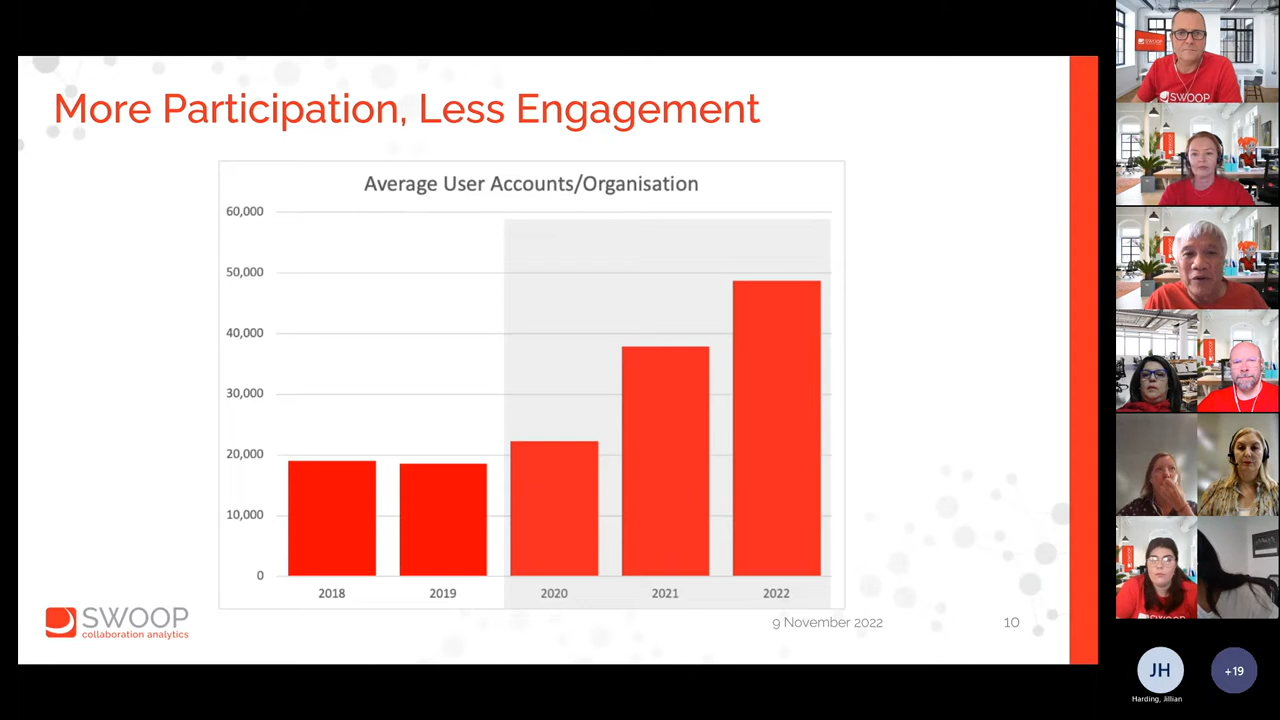 More Participation, Less Engagement
Average User Accounts/Organisation
60,000
50,000
40,000
30,000
20,000
10,000
0
2018 2019 2020 2021 2022
SWOOP
collaboration analytics
9 November 2022 10
SWOOP
SWOOP
JH
Harding, Jillian
+19